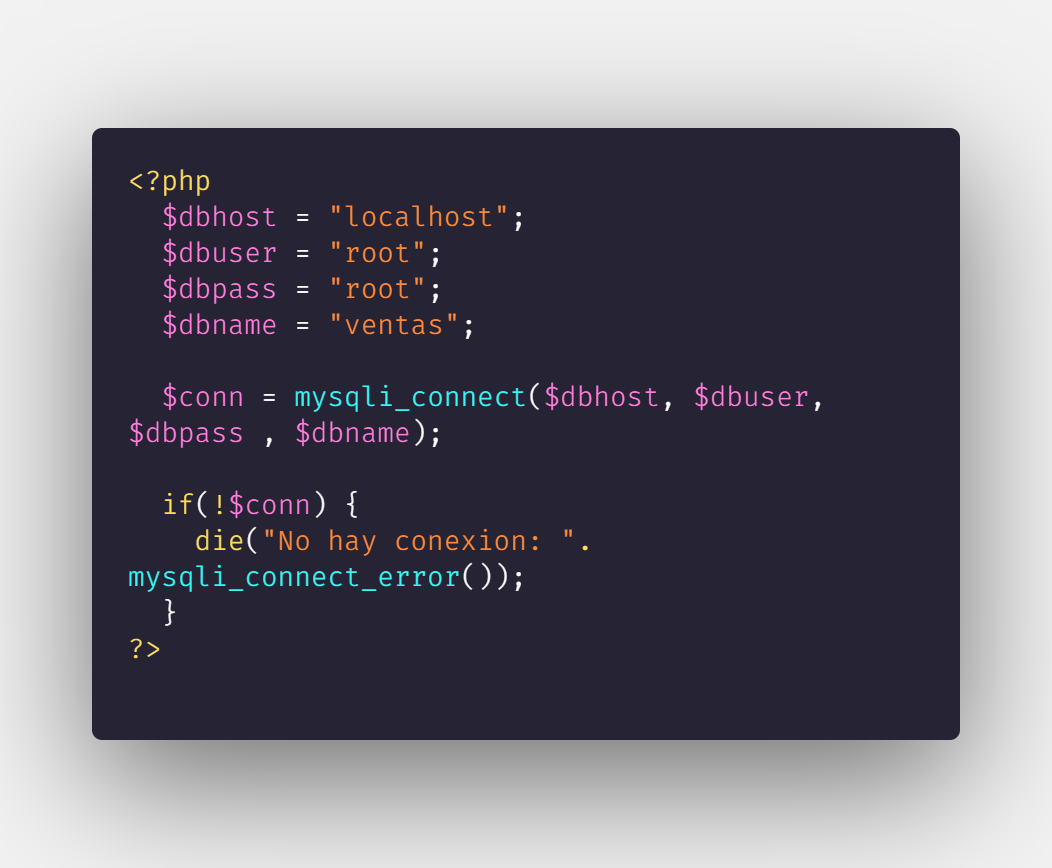 <?php
  $dbhost = "localhost";
  $dbuser = "root";
  $dbpass = "root";
  $dbname = "ventas";

  $conn = mysqli_connect($dbhost, $dbuser,
$dbpass , $dbname);

  if(!$conn) {
    die("No hay conexion: ".
mysqli_connect_error());
  }
?>